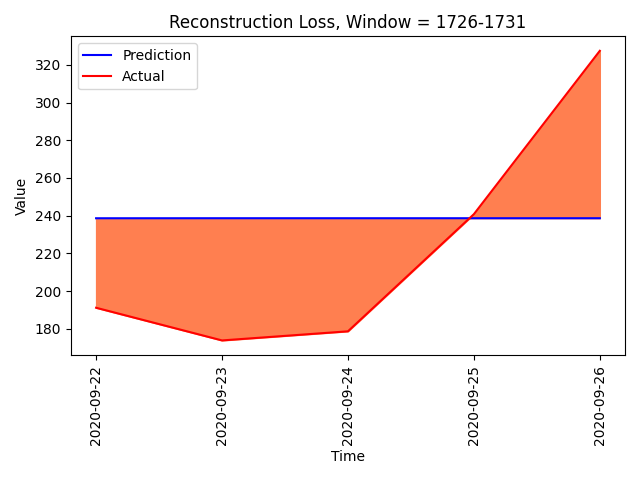 Reconstruction Loss, Window = 1726-1731
Prediction
Actual
320
300
280
260
240
220
200
180
Value
2020-09-22
2020-09-23
2020-09-24
2020-09-25
2020-09-26
Time